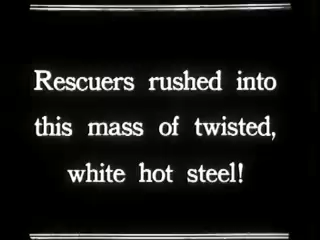 Rescuers rushed into
this mass of twisted,
white hot steel!